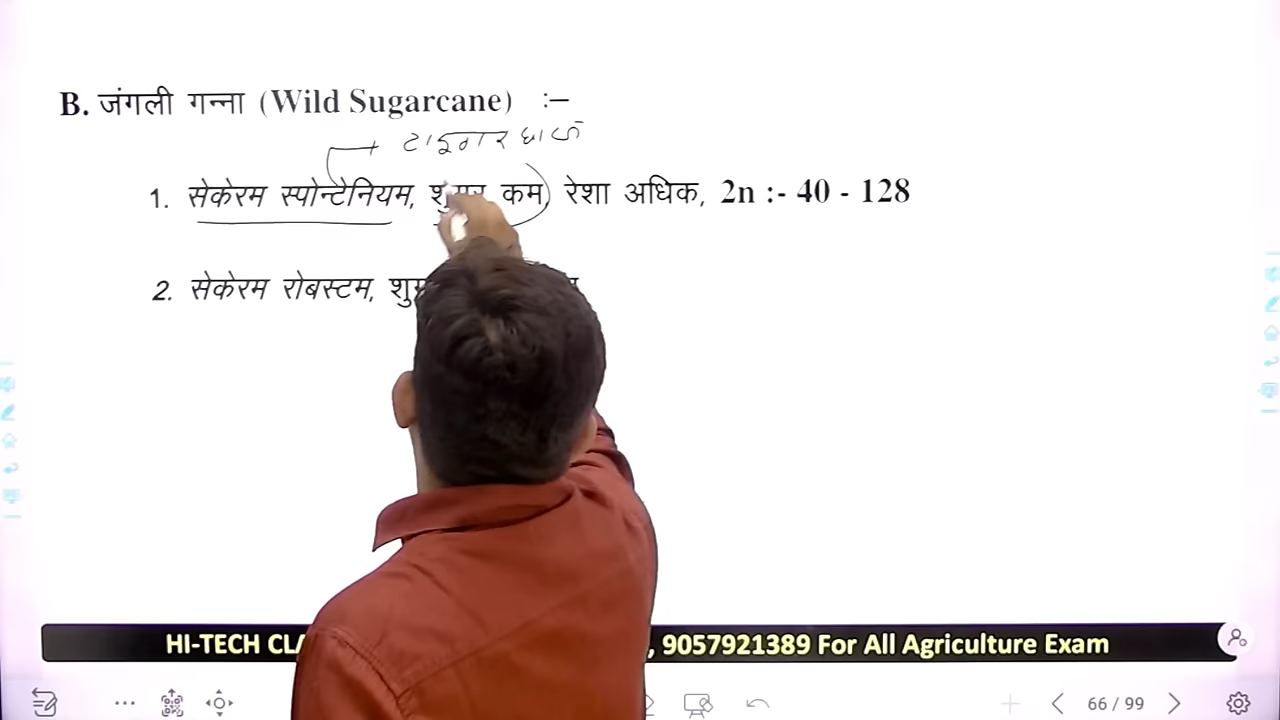 B. जंगली गन्ना (Wild Sugarcane) :–
टाइगर घास
1. सेकेरम स्पोन्टेनियम, कम रेशा अधिक, 2n :- 40 - 128
2. सेकेरम रोबस्टम,
HI-TECH , 9057921389 For All Agriculture Exam
66 / 99